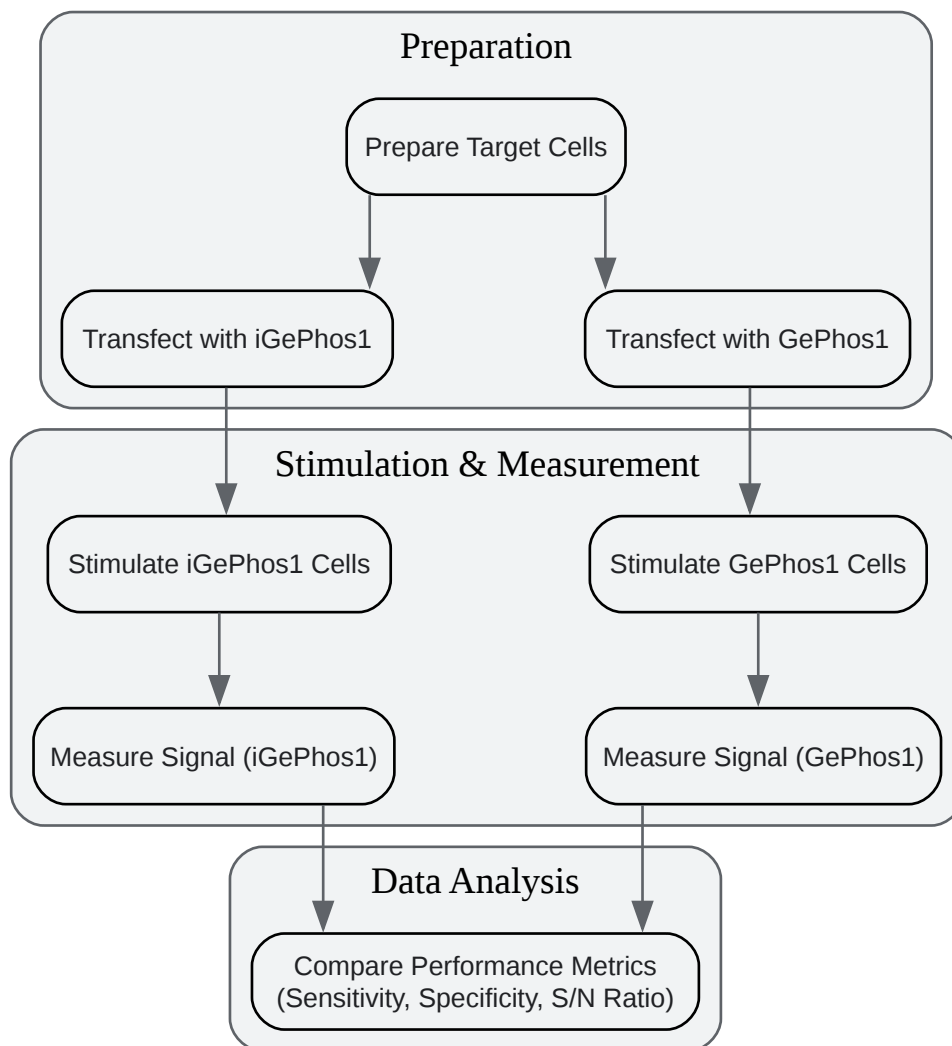 Preparation
Prepare Target Cells
Transfect with iGePhos1
Transfect with GePhos1
Stimulation & Measurement
Stimulate iGePhos1 Cells
Stimulate GePhos1 Cells
Measure Signal (iGePhos1)
Measure Signal (GePhos1)
Data Analysis
Compare Performance Metrics
(Sensitivity, Specificity, S/N Ratio)